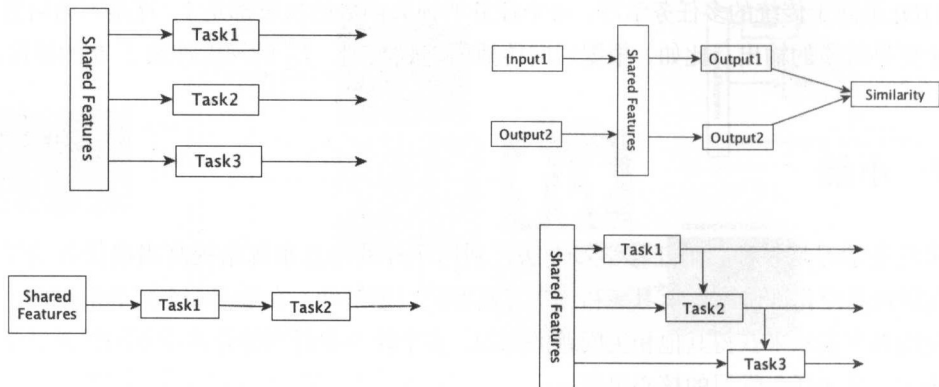 Shared Features
Task1
Task2
Task3
Input1
Output2
Shared Features
Output1
Output2
Similarity
Shared
Features
Task1
Task2
Shared Features
Task1
Task2
Task3